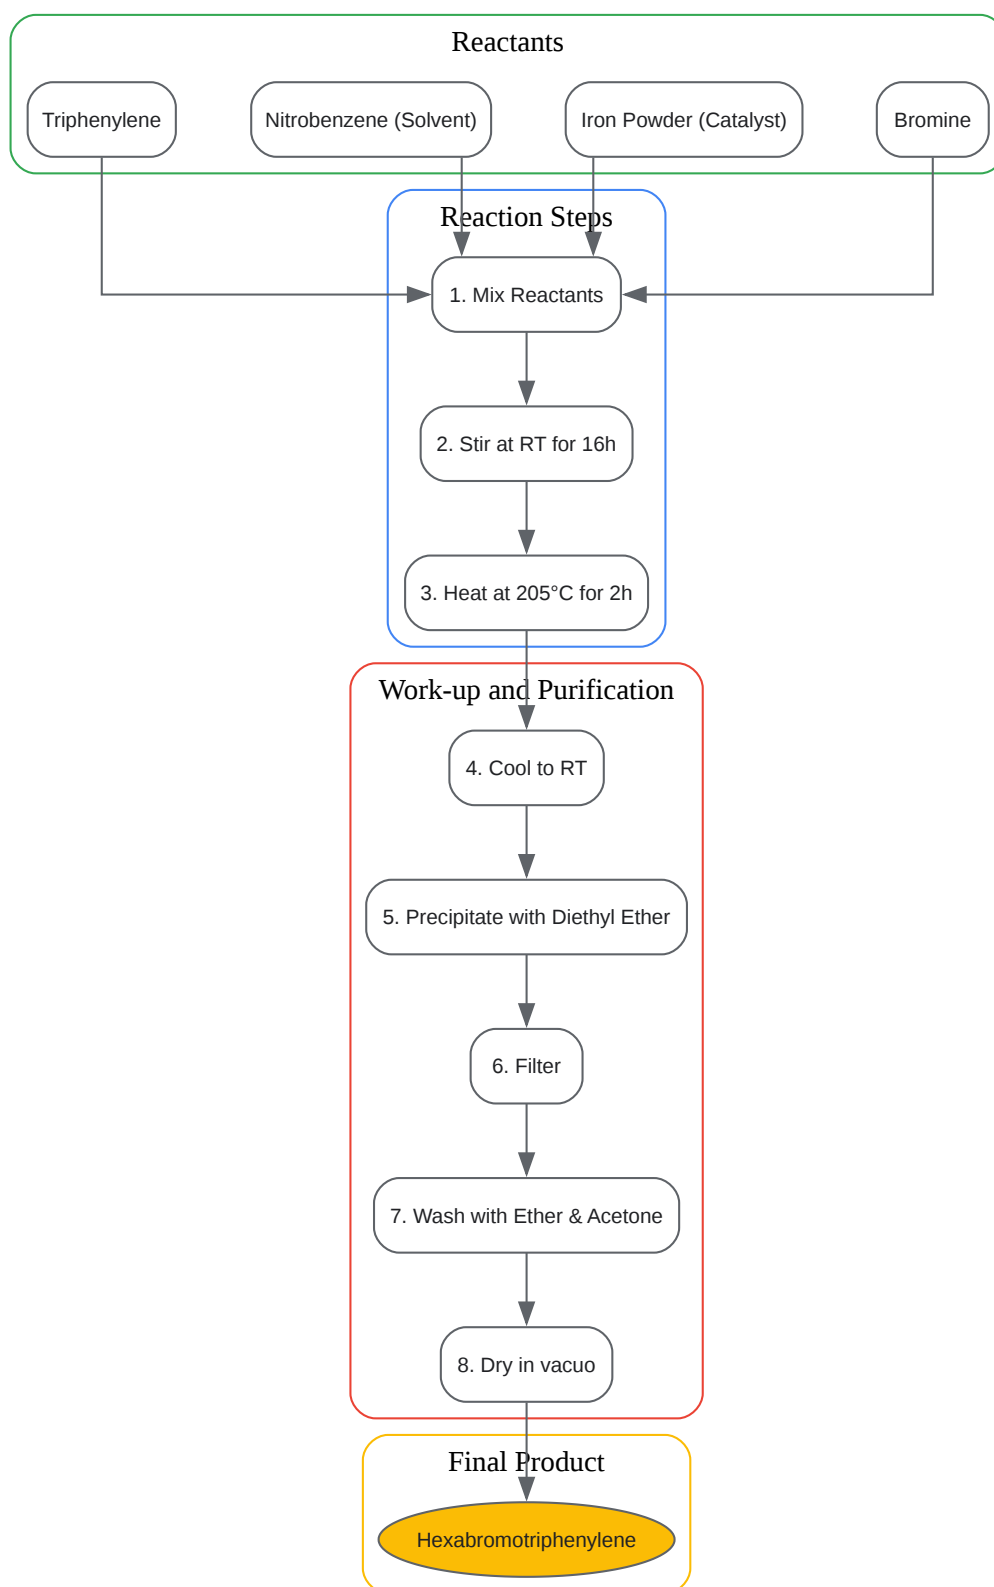 Reactants
Triphenylene
Nitrobenzene (Solvent)
Iron Powder (Catalyst)
Bromine
Reaction Steps
1. Mix Reactants
2. Stir at RT for 16h
3. Heat at 205°C for 2h
Work-up and Purification
4. Cool to RT
5. Precipitate with Diethyl Ether
6. Filter
7. Wash with Ether & Acetone
8. Dry in vacuo
Final Product
Hexabromotriphenylene